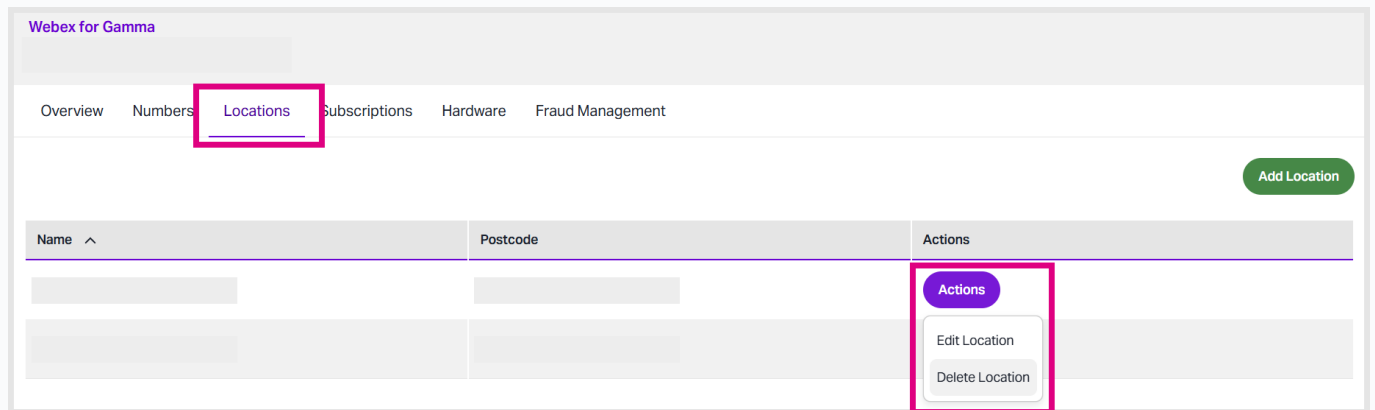 Webex for Gamma
Overview Numbers Locations Subscriptions Hardware Fraud Management
Add Location
Name Postcode Actions
Actions
Edit Location
Delete Location